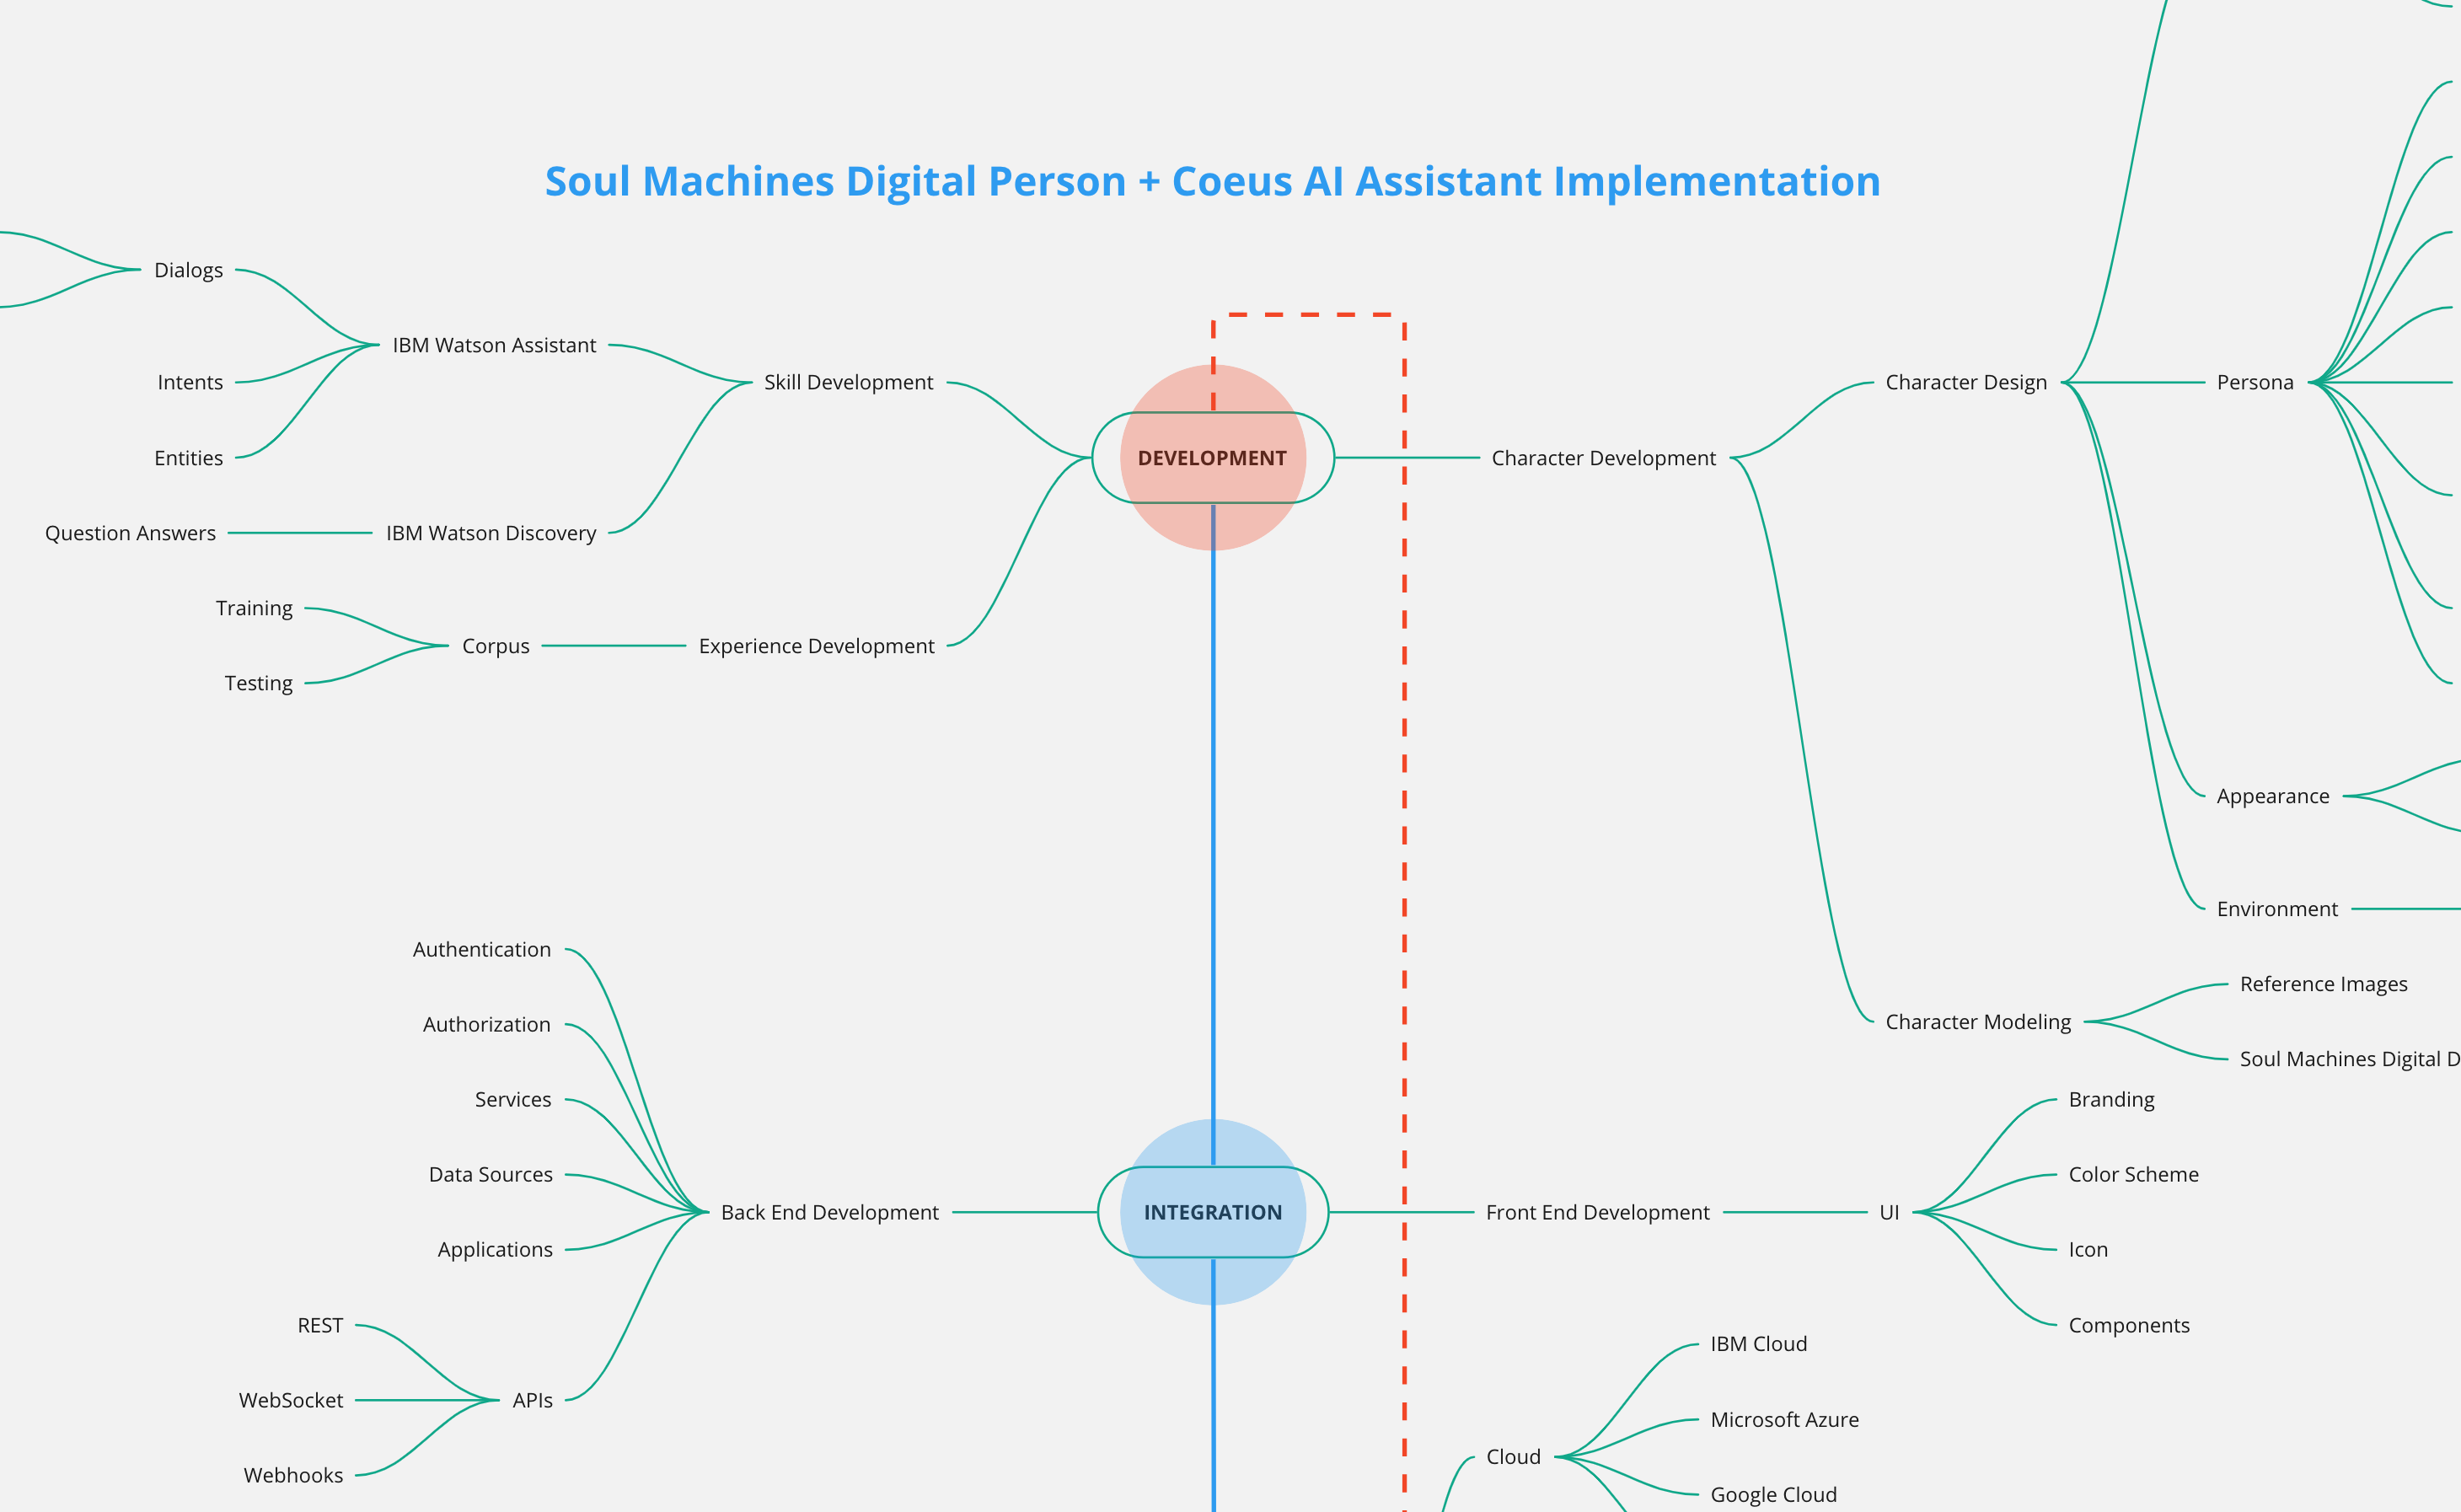 Soul Machines Digital Person + Coeus AI Assistant Implementation
Dialogs
IBM Watson Assistant
Intents
Skill Development
Character Design
Persona
Entities
DEVELOPMENT
Character Development
Question Answers
IBM Watson Discovery
Training
Corpus
Experience Development
Testing
Appearance
Environment
Authentication
Reference Images
Authorization
Character Modeling
Soul Machines Digital D
Services
Branding
Data Sources
Color Scheme
Back End Development
INTEGRATION
Front End Development
UI
Applications
Icon
REST
Components
IBM Cloud
WebSocket
APIs
Microsoft Azure
Cloud
Webhooks
Google Cloud